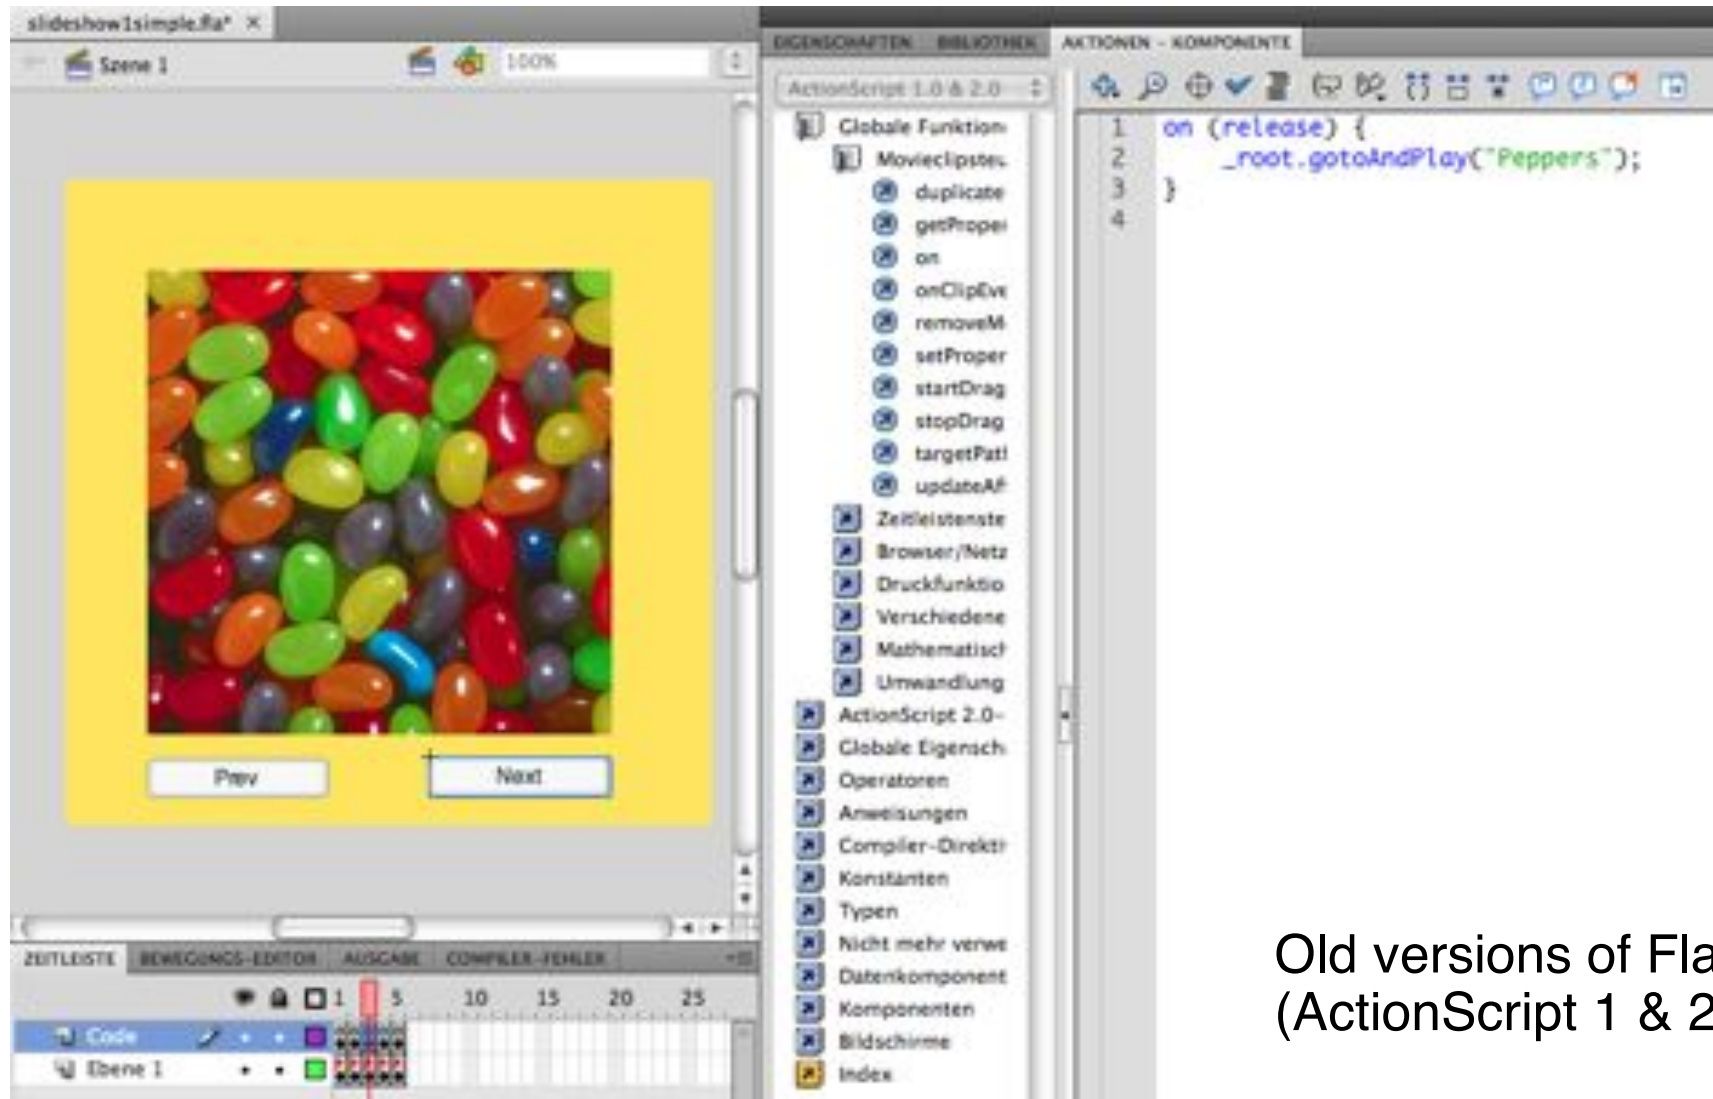 slideshow1simple.fla* ×
Szene 1
100%
Prev
Next
ZEITLEISTE BEWEGUNGS-EDITOR AUSGABE COMPILER-FEHLER
1 5 10 15 20 25
Code
Ebene 1
EIGENSCHAFTEN BIBLIOTHEK AKTIONEN - KOMPONENTE
ActionScript 1.0 & 2.0
Globale Funktion
Movieclipsteu
duplicate
getProper
on
onClipEve
removeM
setProper
startDrag
stopDrag
targetPatl
updateAf
Zeitleistenste
Browser/Netz
Druckfunktio
Verschiedene
Mathematisch
Umwandlung
ActionScript 2.0-
Globale Eigensch
Operatoren
Anweisungen
Compiler-Direkti
Konstanten
Typen
Nicht mehr verwe
Datenkomponent
Komponenten
Bildschirme
Index
1 on (release) {
2 _root.gotoAndPlay("Peppers");
3 }
4
Old versions of Fla
(ActionScript 1 & 2